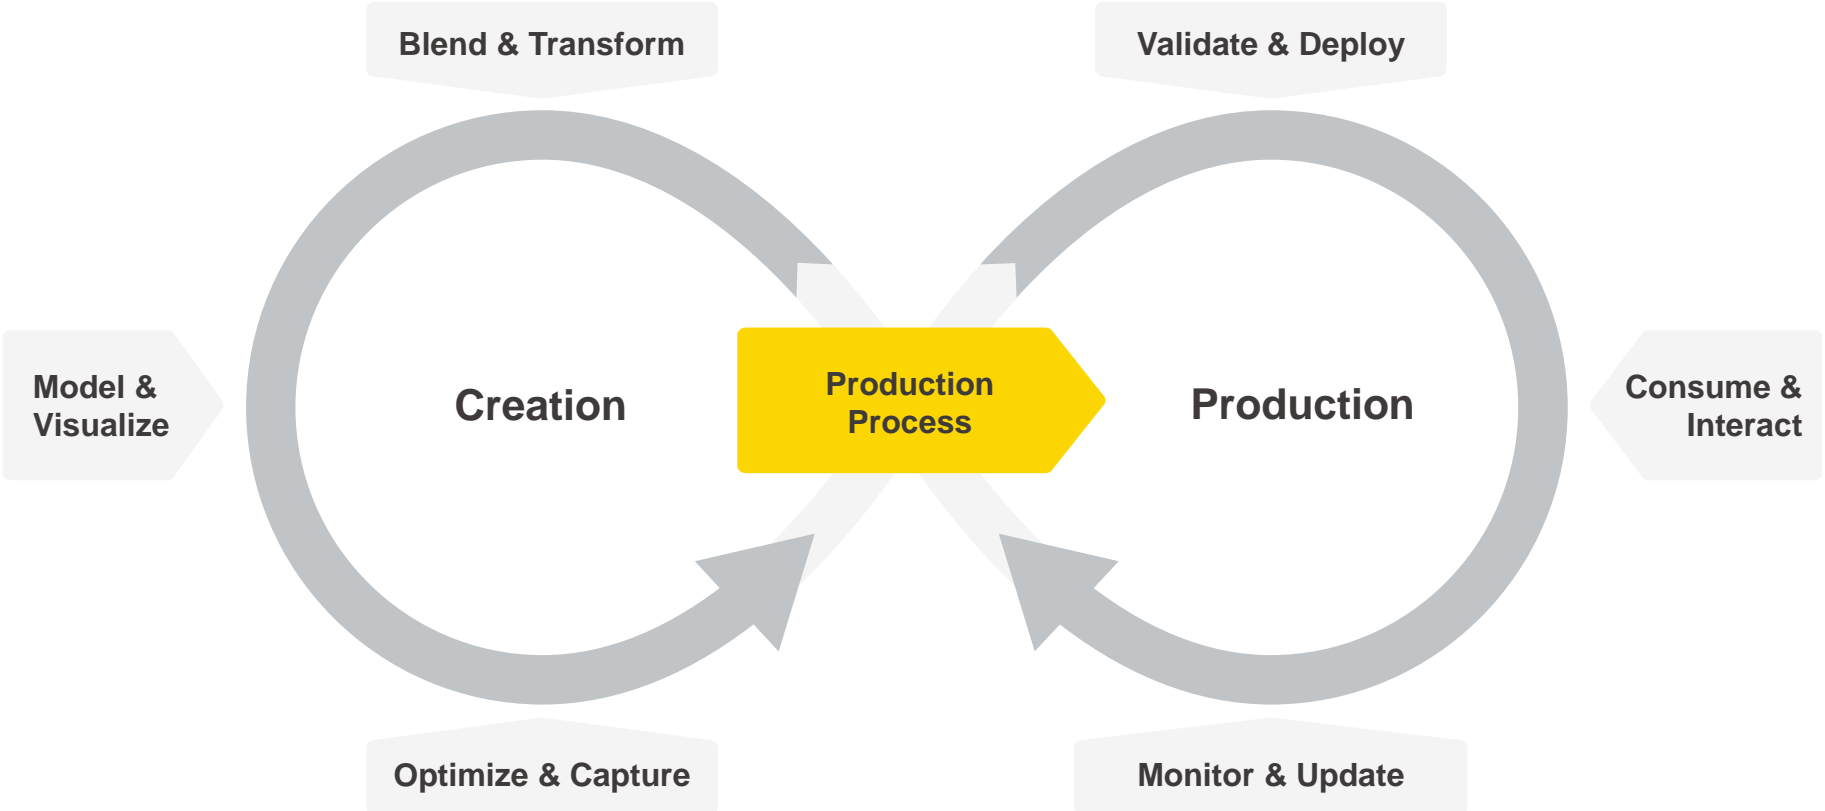 Blend & Transform
Validate & Deploy
Model &
Visualize
Creation
Production
Process
Production
Consume &
Interact
Optimize & Capture
Monitor & Update